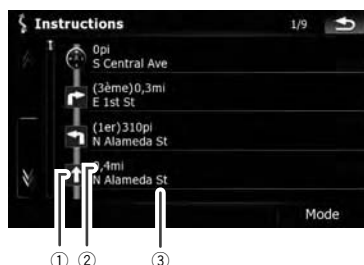 Instructions 1/9
0pi
S Central Ave
(3ème)0,3mi
E 1st St
(1er)310pi
N Alameda St
0,4mi
N Alameda St
Mode
① ② ③